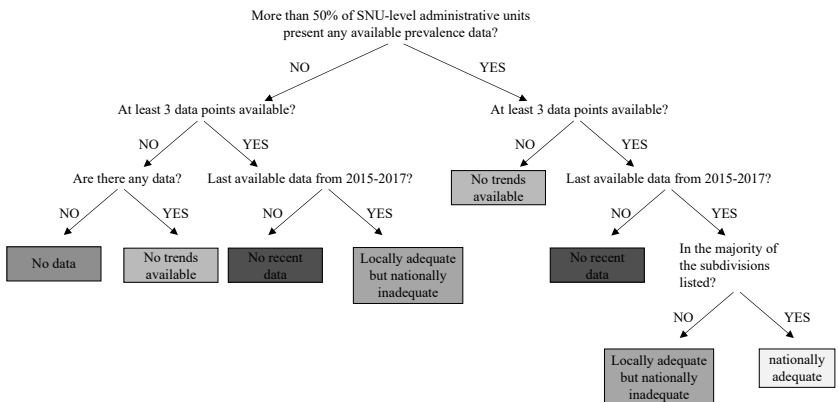 More than 50% of SNU-level administrative units
present any available prevalence data?
NO
YES
At least 3 data points available?
At least 3 data points available?
NO
YES
NO
YES
Are there any data?
Last available data from 2015-2017?
No trends
available
Last available data from 2015-2017?
NO
YES
NO
YES
NO
YES
No data
No trends
available
No recent
data
Locally adequate
but nationally
inadequate
No recent
data
In the majority of
the subdivisions
listed?
NO
YES
Locally adequate
but nationally
inadequate
nationally
adequate